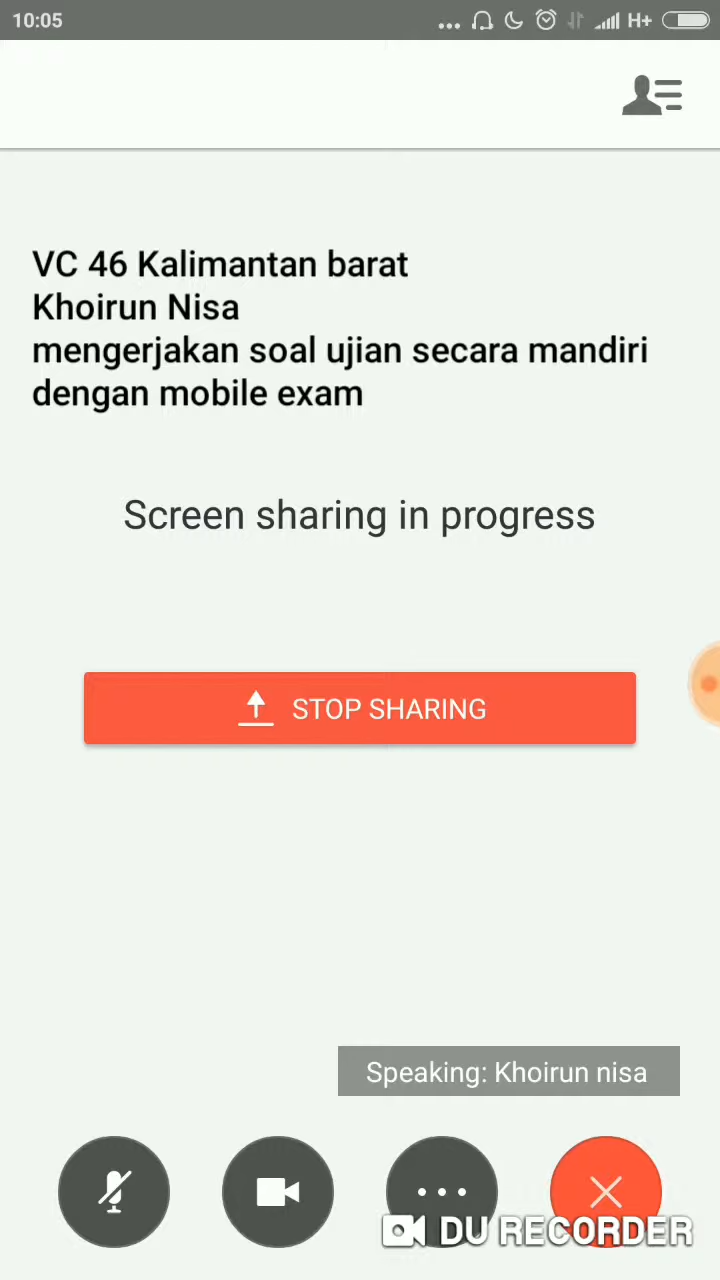 10:05
H+
VC 46 Kalimantan barat
Khoirun Nisa
mengerjakan soal ujian secara mandiri
dengan mobile exam
Screen sharing in progress
STOP SHARING
Speaking: Khoirun nisa
DU RECORDER